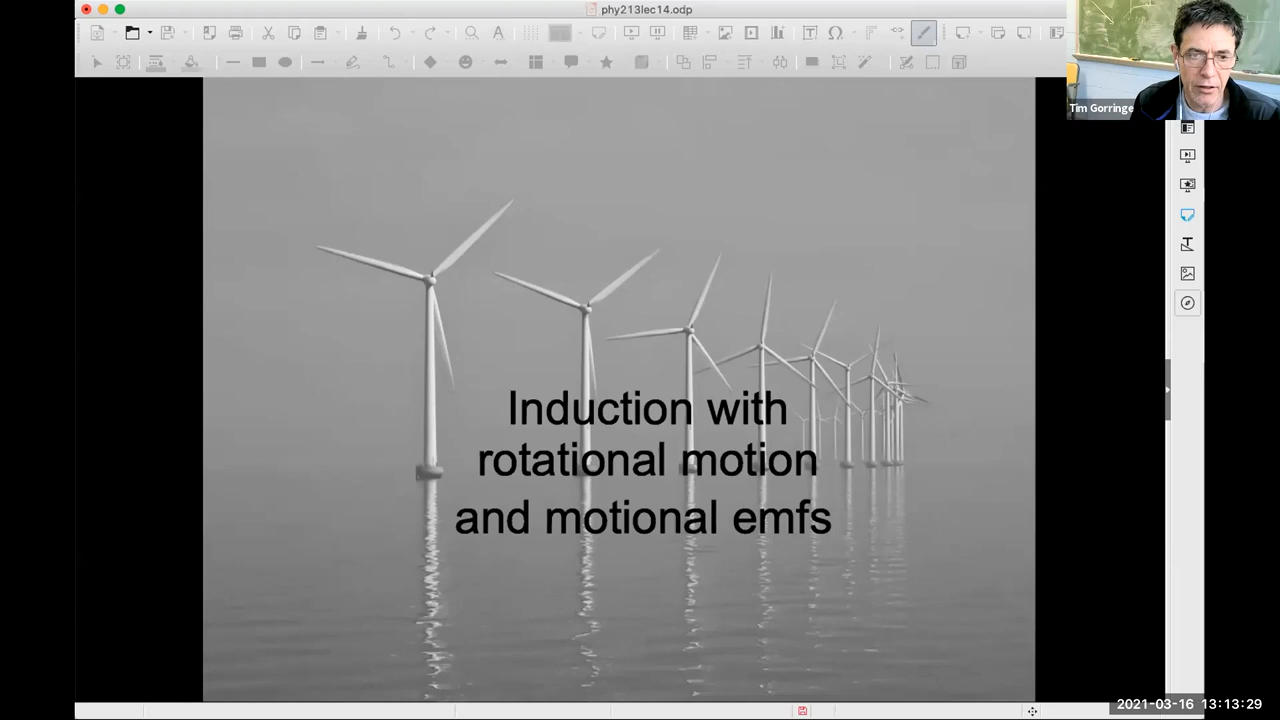 phy213lec14.odp
Tim Gorringe
Induction with
rotational motion
and motional emfs
2021-03-16 13:13:29